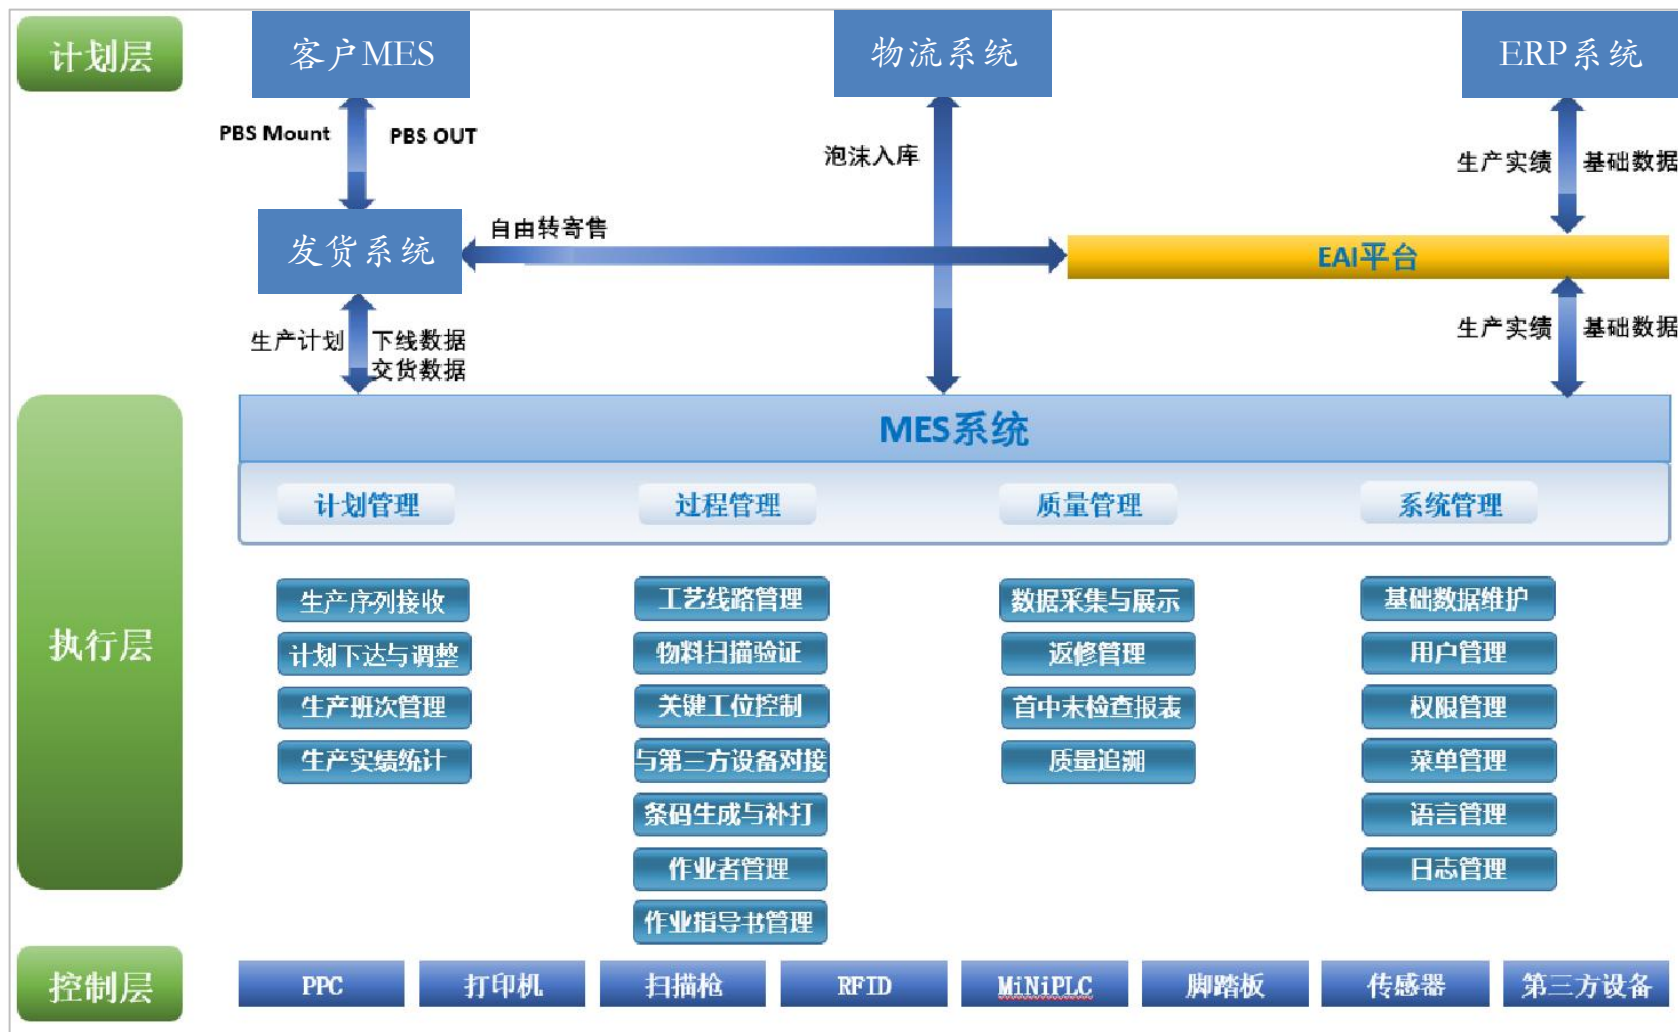 计划层
客户MES
物流系统
ERP系统
PBS Mount
PBS OUT
泡沫入库
生产实绩
基础数据
发货系统
自由转寄售
EAI平台
生产计划
下线数据
交货数据
生产实绩
基础数据
执行层
MES系统
计划管理
过程管理
质量管理
系统管理
生产序列接收
计划下达与调整
生产班次管理
生产实绩统计
工艺线路管理
物料扫描验证
关键工位控制
与第三方设备对接
条码生成与补打
作业者管理
作业指导书管理
数据采集与展示
返修管理
首中末检查报表
质量追溯
基础数据维护
用户管理
权限管理
菜单管理
语言管理
日志管理
控制层
PPC
打印机
扫描枪
RFID
MiNiPLC
脚踏板
传感器
第三方设备